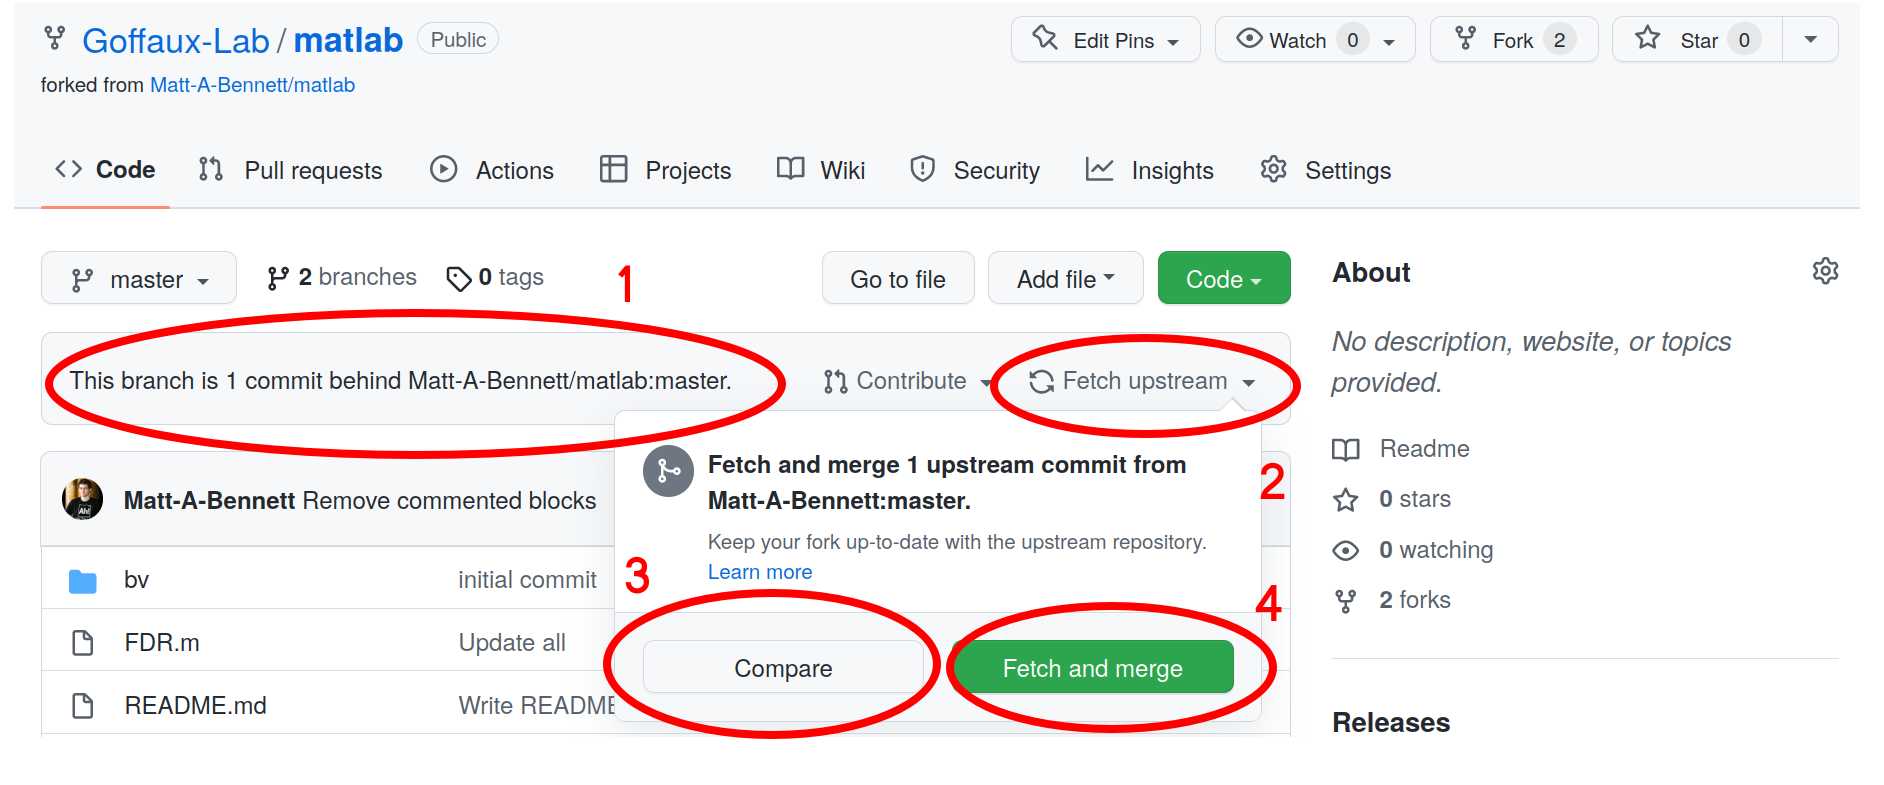 Goffaux-Lab / matlab Public
Edit Pins Watch 0 Fork 2 Star 0
forked from Matt-A-Bennett/matlab
Code Pull requests Actions Projects Wiki Security Insights Settings
master 2 branches 0 tags 1 Go to file Add file Code
This branch is 1 commit behind Matt-A-Bennett/matlab:master. Contribute Fetch upstream
Fetch and merge 1 upstream commit from
Matt-A-Bennett:master.
2
Keep your fork up-to-date with the upstream repository.
Learn more
3
4
Compare Fetch and merge
Matt-A-Bennett Remove commented blocks
bv initial commit
FDR.m Update all
README.md Write README
About
No description, website, or topics
provided.
Readme
0 stars
0 watching
2 forks
Releases